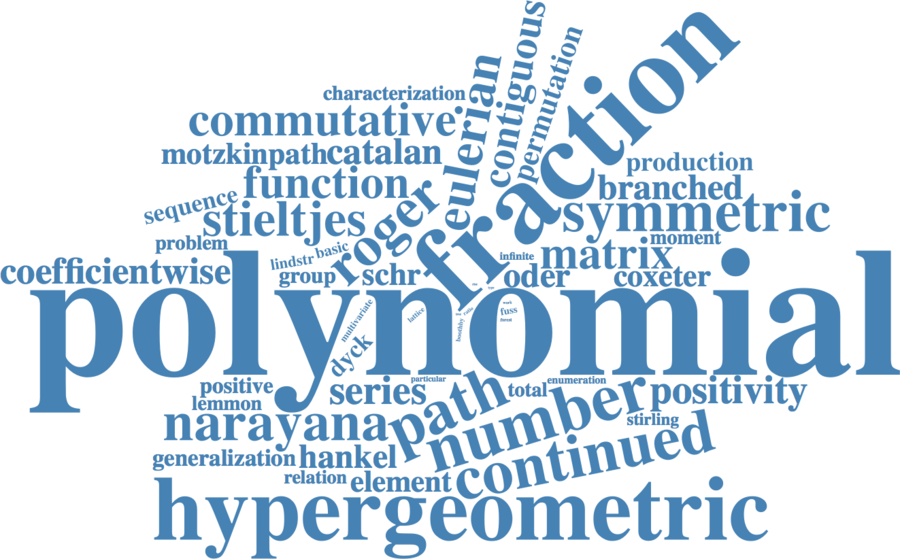 contiguous
fraction
permutation
eulerian
characterization
commutative
motzkinpath
catalan
production
function
branched
roger
sequence
symmetric
stieltjes
moment
problem
matrix
basic
lindstr
infinite
coefficientwise
group
schr
oder
coxeter
polynomial
multivariate
lattice
fuss
dyck
positive
particular
enumeration
series
path
total
number
positivity
lemmon
narayana
stirling
continued
generalization
hankel
relation
element
hypergeometric